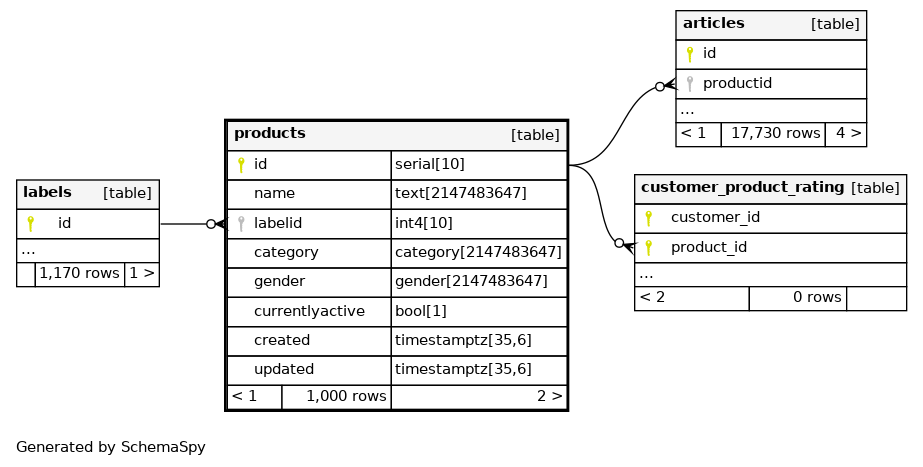 articles [table]
id
productid
...
< 1 17,730 rows 4 >
products [table]
id serial[10]
name text[2147483647]
labelid int4[10]
category category[2147483647]
gender gender[2147483647]
currentlyactive bool[1]
created timestamptz[35,6]
updated timestamptz[35,6]
< 1 1,000 rows 2 >
labels [table]
id
...
1,170 rows 1 >
customer_product_rating [table]
customer_id
product_id
...
< 2 0 rows
Generated by SchemaSpy